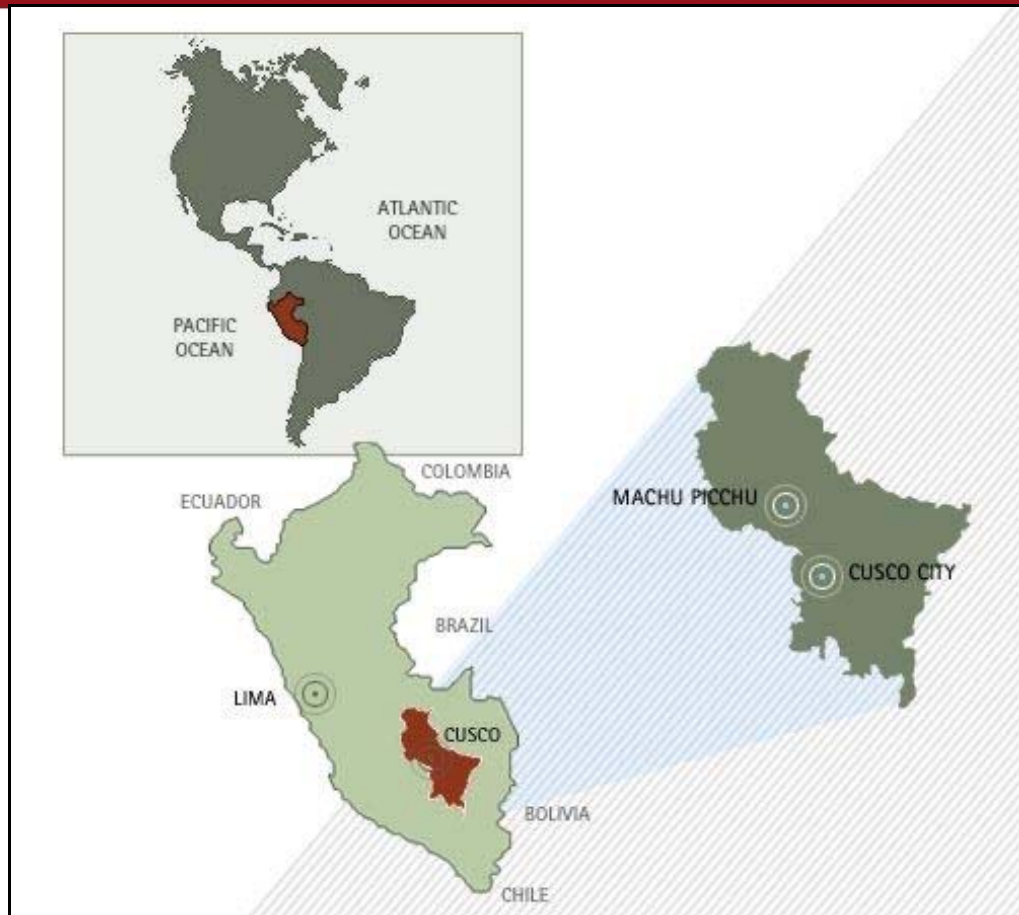 ATLANTIC
OCEAN
PACIFIC
OCEAN
COLOMBIA
ECUADOR
MACHU PICCHU
CUSCO CITY
BRAZIL
LIMA
CUSCO
BOLIVIA
CHILE